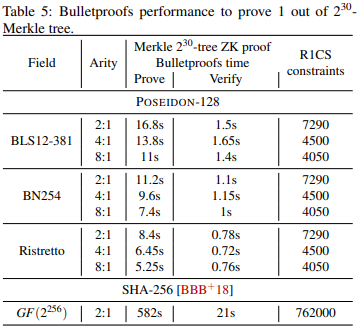 Table 5: Bulletproofs performance to prove 1 out of 2^30-
Merkle tree.
Field Arity Merkle 2^30-tree ZK proof R1CS
Bulletproofs time constraints
Prove Verify
POSEIDON-128
2:1 16.8s 1.5s 7290
BLS12-381 4:1 13.8s 1.65s 4500
8:1 11s 1.4s 4050
2:1 11.2s 1.1s 7290
BN254 4:1 9.6s 1.15s 4500
8:1 7.4s 1s 4050
2:1 8.4s 0.78s 7290
Ristretto 4:1 6.45s 0.72s 4500
8:1 5.25s 0.76s 4050
SHA-256 [BBB+18]
GF(2^256) 2:1 582s 21s 762000